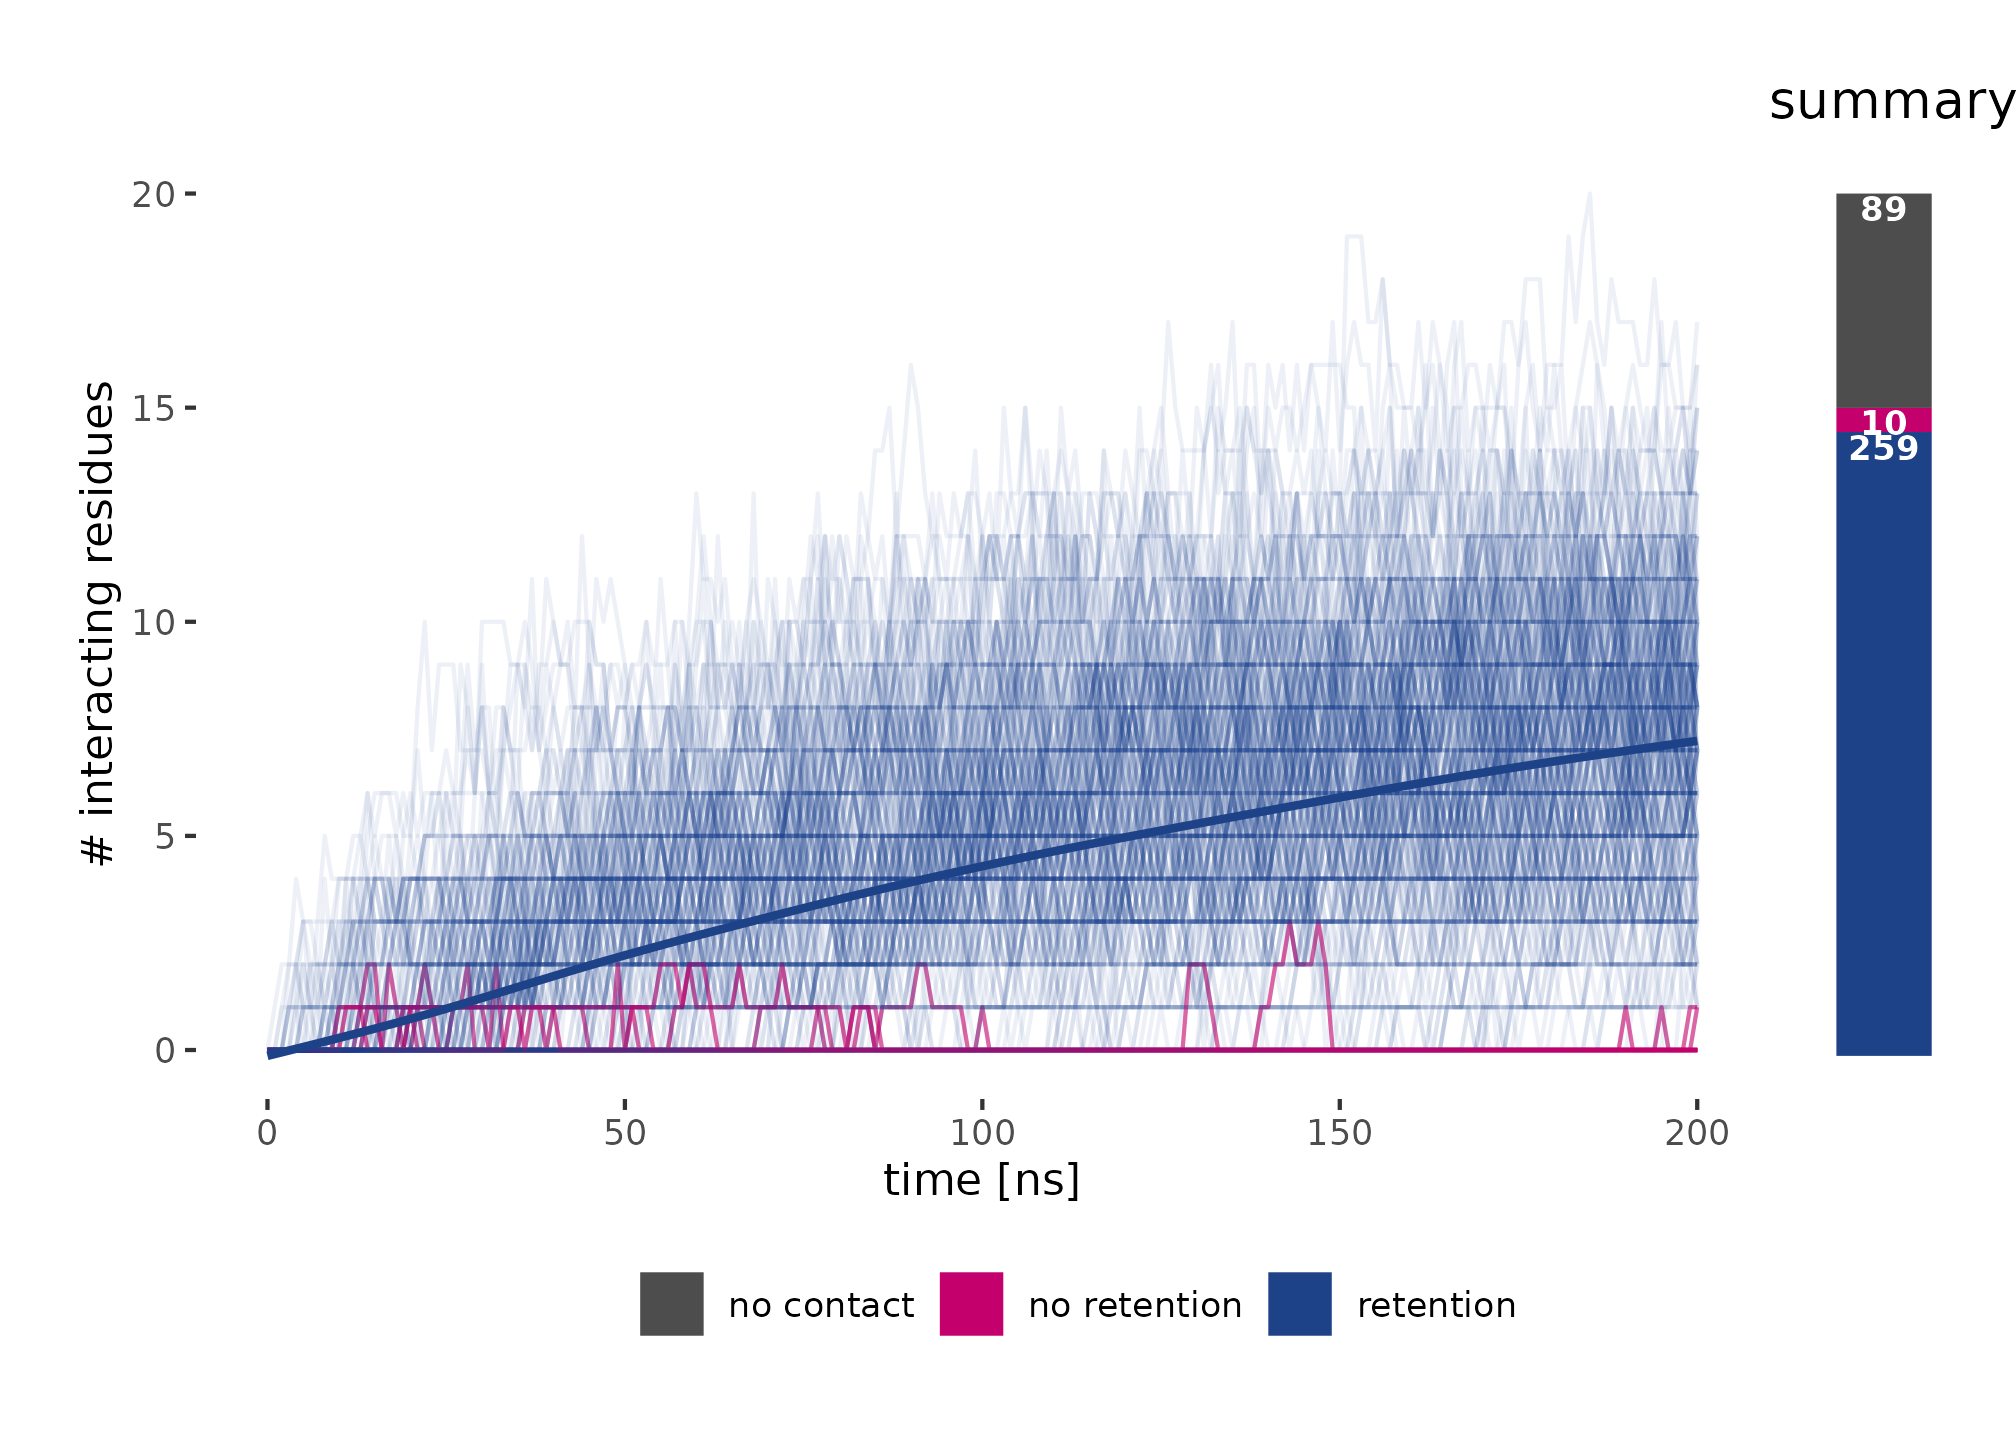 summary
20
15
10
5
0
# interacting residues
89
10
259
0 50 100 150 200
time [ns]
no contact no retention retention